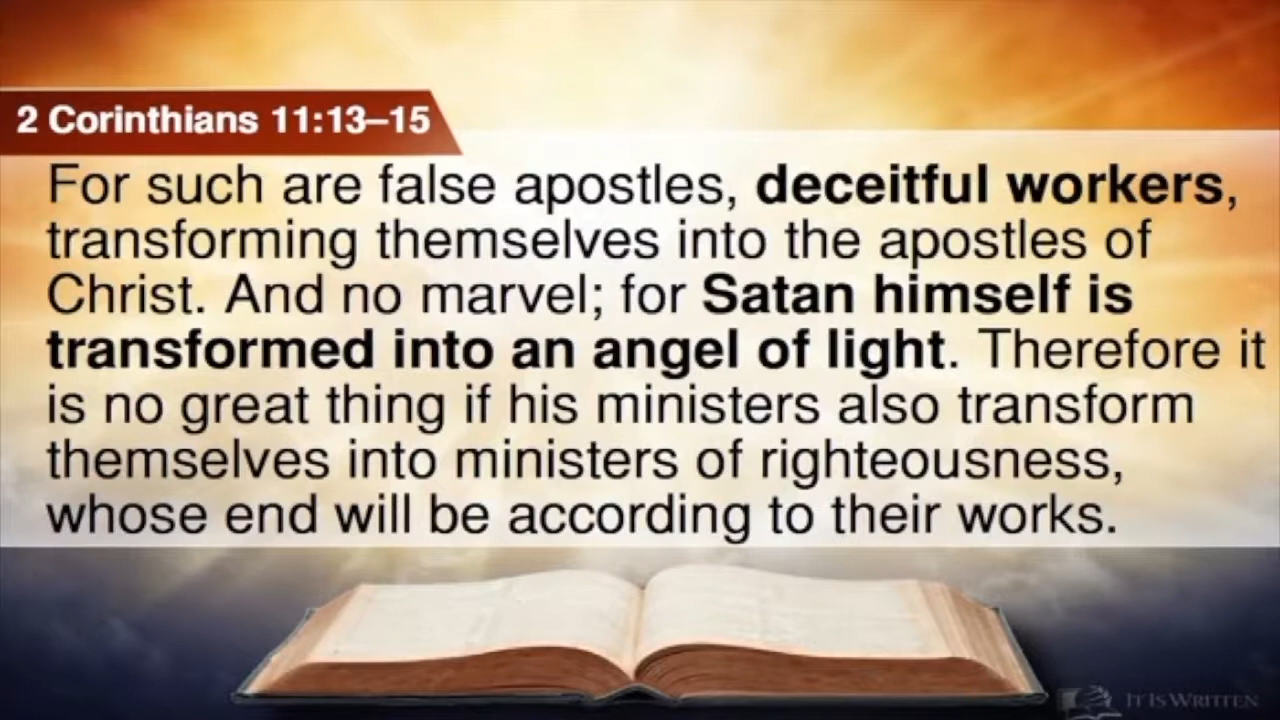 2 Corinthians 11:13–15
For such are false apostles, deceitful workers,
transforming themselves into the apostles of
Christ. And no marvel; for Satan himself is
transformed into an angel of light. Therefore it
is no great thing if his ministers also transform
themselves into ministers of righteousness,
whose end will be according to their works.
IT IS WRITTEN